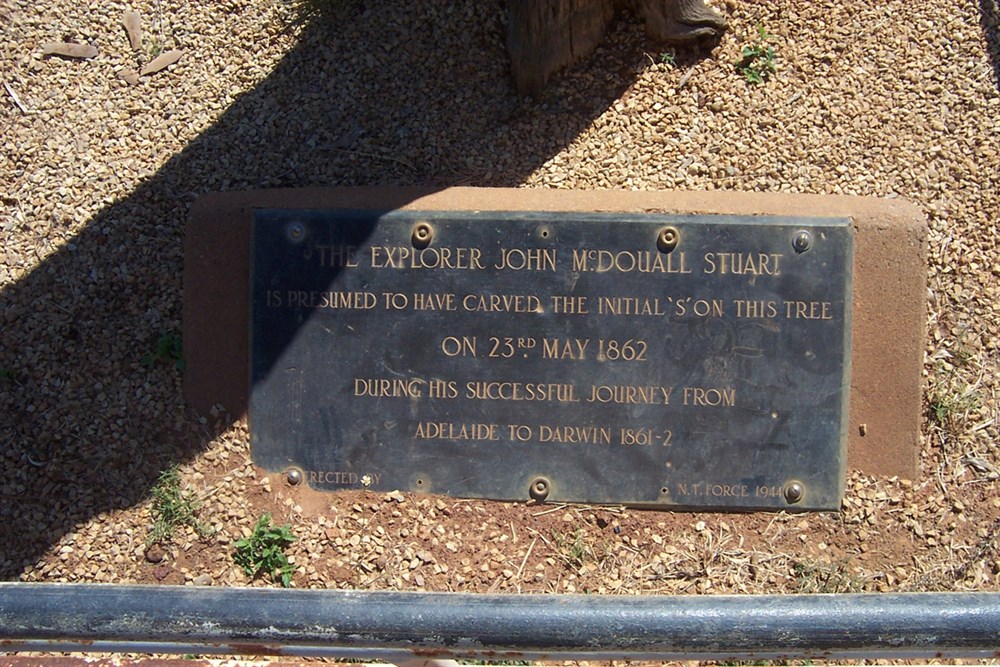 THE EXPLORER JOHN McDOUALL STUART
IS PRESUMED TO HAVE CARVED THE INITIAL 'S' ON THIS TREE
ON 23RD MAY 1862
DURING HIS SUCCESSFUL JOURNEY FROM
ADELAIDE TO DARWIN 1861-2
ERECTED BY N.T. FORCE 1944